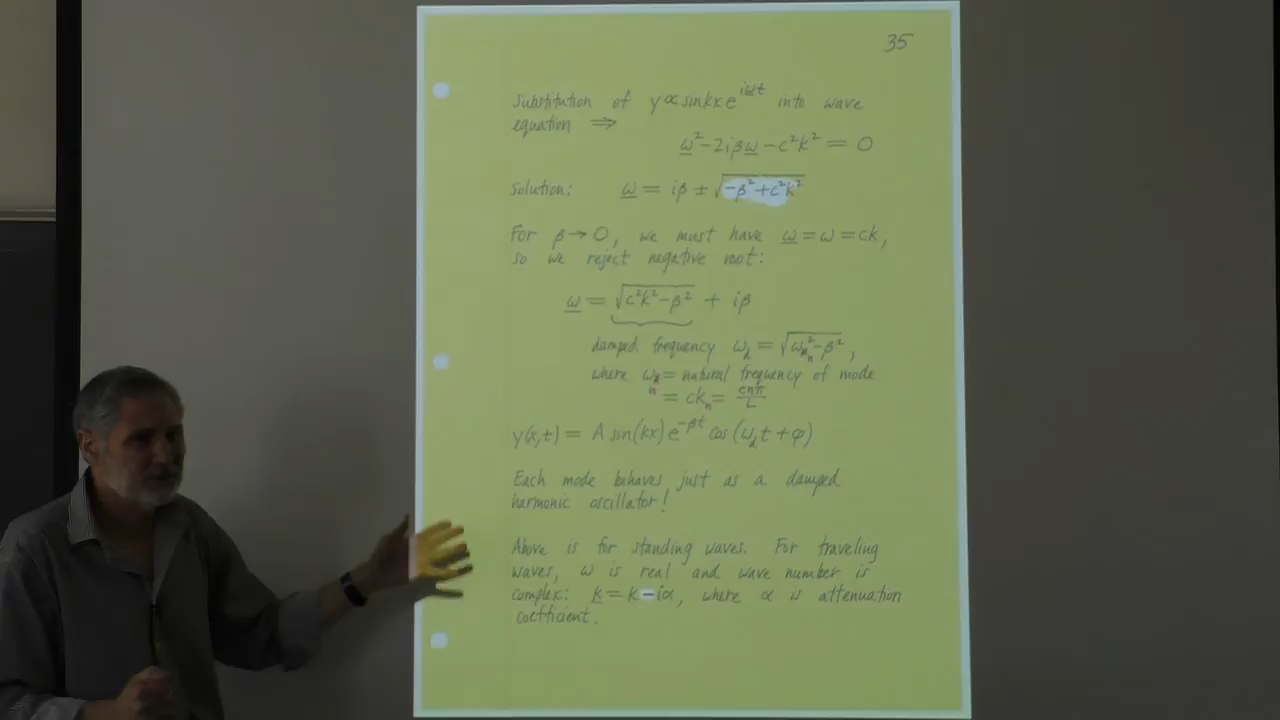 35
Substitution of y ∝ sin kx e^{iω̲t} into wave
equation ⇒
ω̲² - 2iβω̲ - c²k² = 0
Solution: ω̲ = iβ ± √(-β² + c²k²)
For β → 0, we must have ω̲ = ω = ck,
so we reject negative root:
ω̲ = √(c²k² - β²) + iβ
damped frequency ω_d = √(ω_n² - β²),
where ω_n = natural frequency of mode
= ck_n = cnπ/L
y(x,t) = A sin(kx) e^{-βt} cos(ω_d t + φ)
Each mode behaves just as a damped
harmonic oscillator!
Above is for standing waves. For traveling
waves, ω is real and wave number is
complex: k̲ = k - iα, where α is attenuation
coefficient.